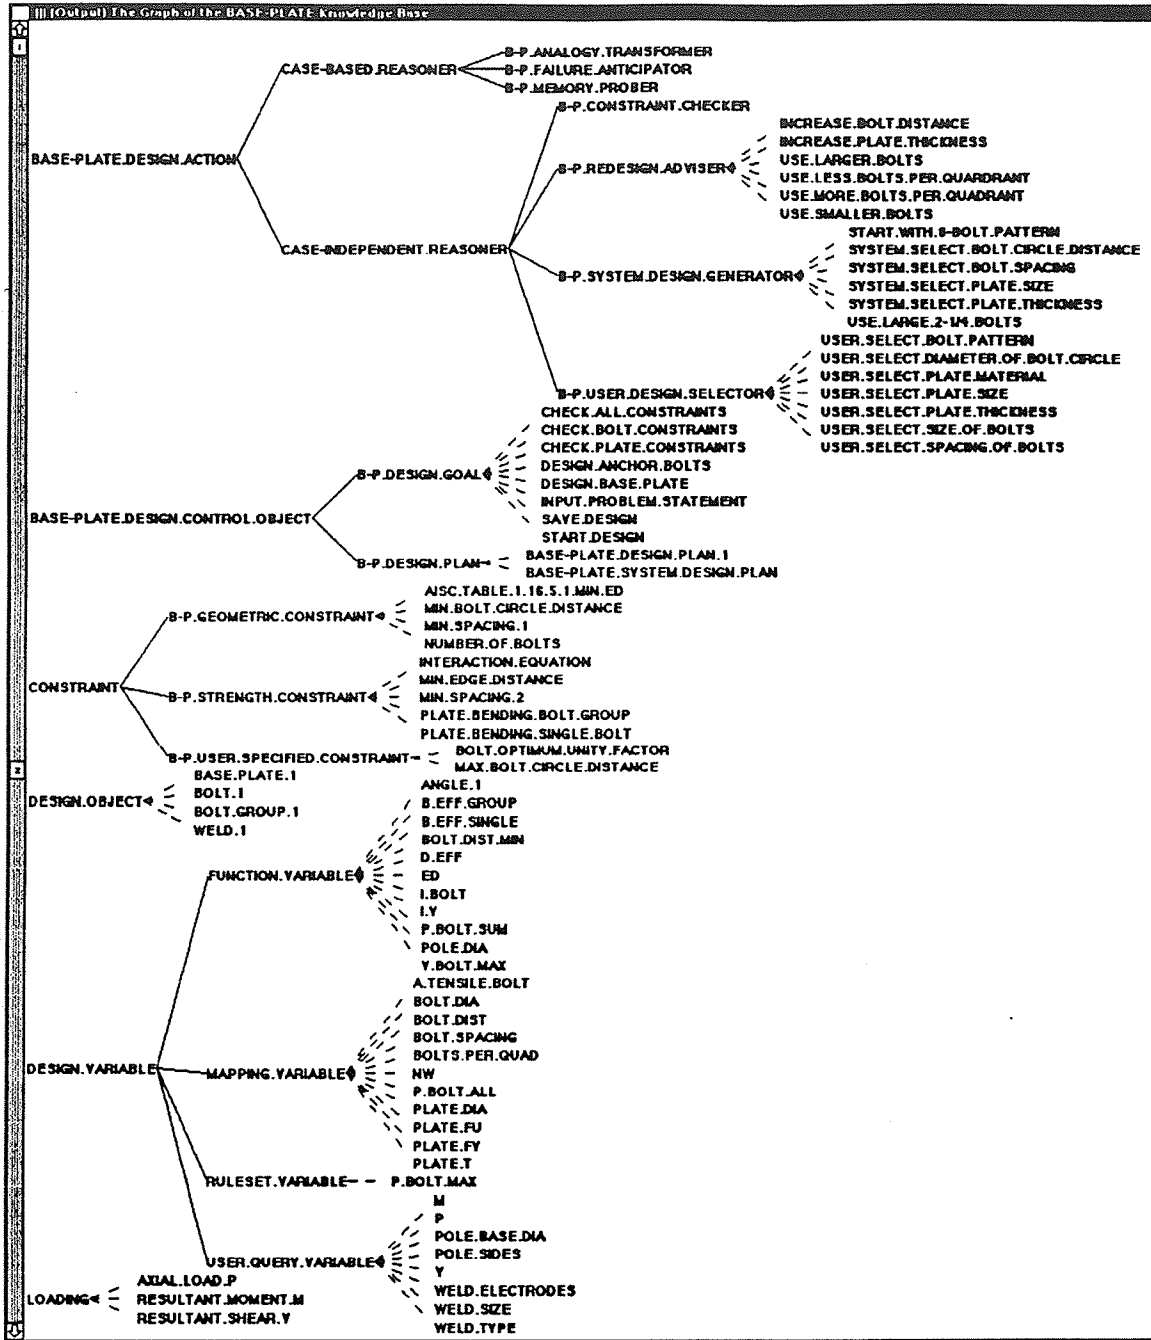 [Output] The Graph of the BASE-PLATE Knowledge Base
B-P.ANALOGY.TRANSFORMER
CASE-BASED.REASONER
B-P.FAILURE.ANTICIPATOR
B-P.MEMORY.PROBER
B-P.CONSTRAINT.CHECKER
INCREASE.BOLT.DISTANCE
INCREASE.PLATE.THICKNESS
BASE-PLATE.DESIGN.ACTION
USE.LARGER.BOLTS
B-P.REDESIGN.ADVISER
USE.LESS.BOLTS.PER.QUARDRANT
USE.MORE.BOLTS.PER.QUADRANT
USE.SMALLER.BOLTS
START.WITH.8-BOLT.PATTERN
CASE-INDEPENDENT.REASONER
SYSTEM.SELECT.BOLT.CIRCLE.DISTANCE
SYSTEM.SELECT.BOLT.SPACING
B-P.SYSTEM.DESIGN.GENERATOR
SYSTEM.SELECT.PLATE.SIZE
SYSTEM.SELECT.PLATE.THICKNESS
USE.LARGE.2-1/4.BOLTS
USER.SELECT.BOLT.PATTERN
USER.SELECT.DIAMETER.OF.BOLT.CIRCLE
USER.SELECT.PLATE.MATERIAL
B-P.USER.DESIGN.SELECTOR
USER.SELECT.PLATE.SIZE
USER.SELECT.PLATE.THICKNESS
USER.SELECT.SIZE.OF.BOLTS
USER.SELECT.SPACING.OF.BOLTS
CHECK.ALL.CONSTRAINTS
CHECK.BOLT.CONSTRAINTS
CHECK.PLATE.CONSTRAINTS
B-P.DESIGN.GOAL
DESIGN.ANCHOR.BOLTS
DESIGN.BASE.PLATE
INPUT.PROBLEM.STATEMENT
BASE-PLATE.DESIGN.CONTROL.OBJECT
SAVE.DESIGN
START.DESIGN
B-P.DESIGN.PLAN
BASE-PLATE.DESIGN.PLAN.1
BASE-PLATE.SYSTEM.DESIGN.PLAN
AISC.TABLE.1.16.5.1.MIN.ED
B-P.GEOMETRIC.CONSTRAINT
MIN.BOLT.CIRCLE.DISTANCE
MIN.SPACING.1
NUMBER.OF.BOLTS
INTERACTION.EQUATION
MIN.EDGE.DISTANCE
CONSTRAINT
B-P.STRENGTH.CONSTRAINT
MIN.SPACING.2
PLATE.BENDING.BOLT.GROUP
PLATE.BENDING.SINGLE.BOLT
B-P.USER.SPECIFIED.CONSTRAINT
BOLT.OPTIMUM.UNITY.FACTOR
MAX.BOLT.CIRCLE.DISTANCE
BASE.PLATE.1
DESIGN.OBJECT
BOLT.1
BOLT.GROUP.1
WELD.1
ANGLE.1
B.EFF.GROUP
B.EFF.SINGLE
BOLT.DIST.MIN
D.EFF
FUNCTION.VARIABLE
ED
I.BOLT
I.Y
P.BOLT.SUM
POLE.DIA
Y.BOLT.MAX
A.TENSILE.BOLT
BOLT.DIA
BOLT.DIST
BOLT.SPACING
BOLTS.PER.QUAD
DESIGN.VARIABLE
MAPPING.VARIABLE
NW
P.BOLT.ALL
PLATE.DIA
PLATE.FU
PLATE.FY
PLATE.T
RULESET.VARIABLE
P.BOLT.MAX
M
P
POLE.BASE.DIA
POLE.SIDES
USER.QUERY.VARIABLE
V
WELD.ELECTRODES
WELD.SIZE
WELD.TYPE
AXIAL.LOAD.P
LOADING
RESULTANT.MOMENT.M
RESULTANT.SHEAR.V